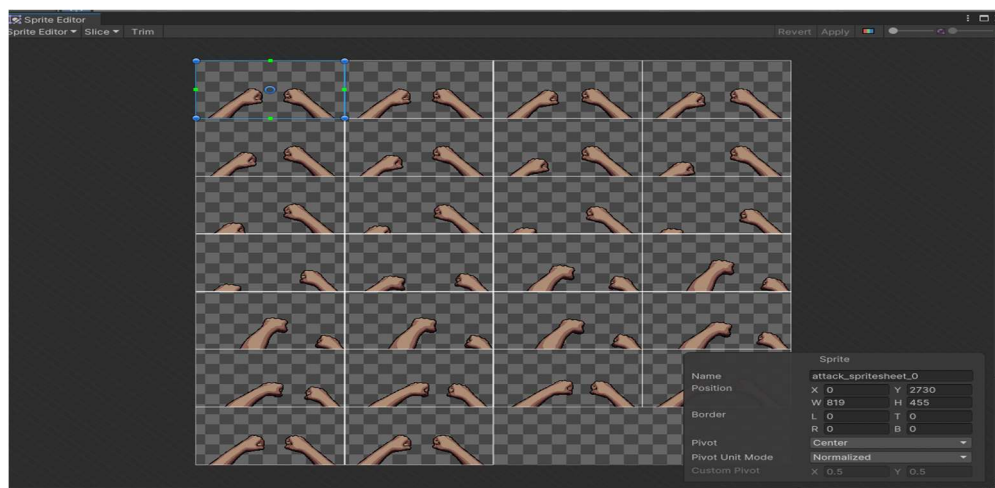 Sprite Editor
Sprite Editor Slice Trim Revert Apply
Sprite
Name attack_spritesheet_0
Position X 0 Y 2730
W 819 H 455
Border L 0 T 0
R 0 B 0
Pivot Center
Pivot Unit Mode Normalized
Custom Pivot X 0.5 Y 0.5